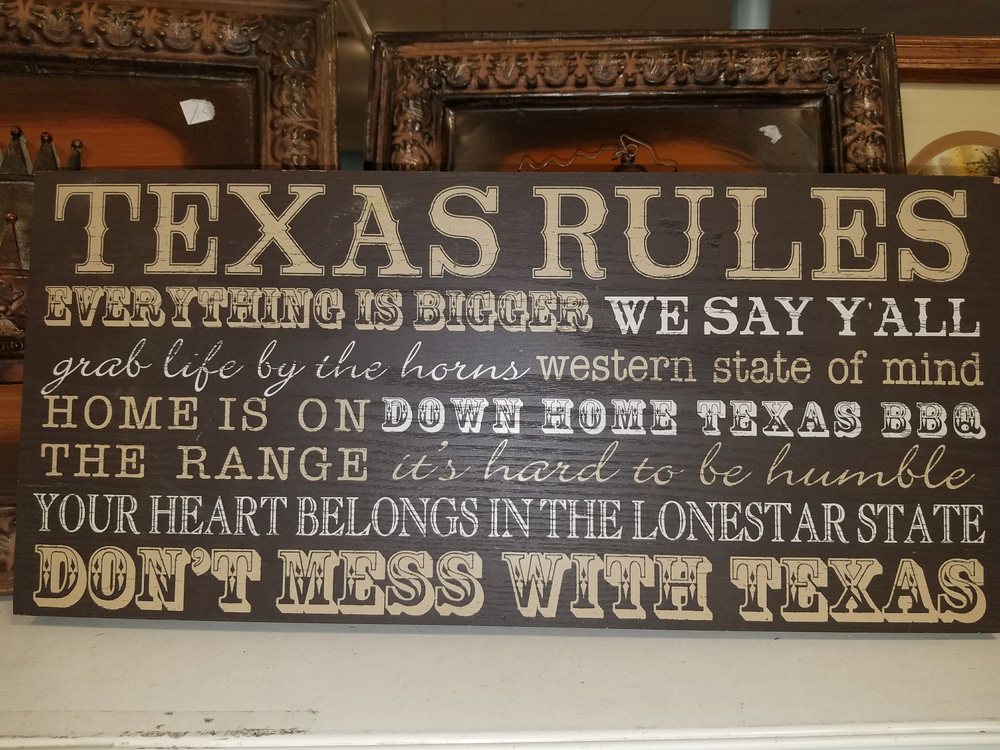 TEXAS RULES
EVERYTHING IS BIGGER WE SAY Y'ALL
grab life by the horns western state of mind
HOME IS ON DOWN HOME TEXAS BBQ
THE RANGE it's hard to be humble
YOUR HEART BELONGS IN THE LONESTAR STATE
DON'T MESS WITH TEXAS